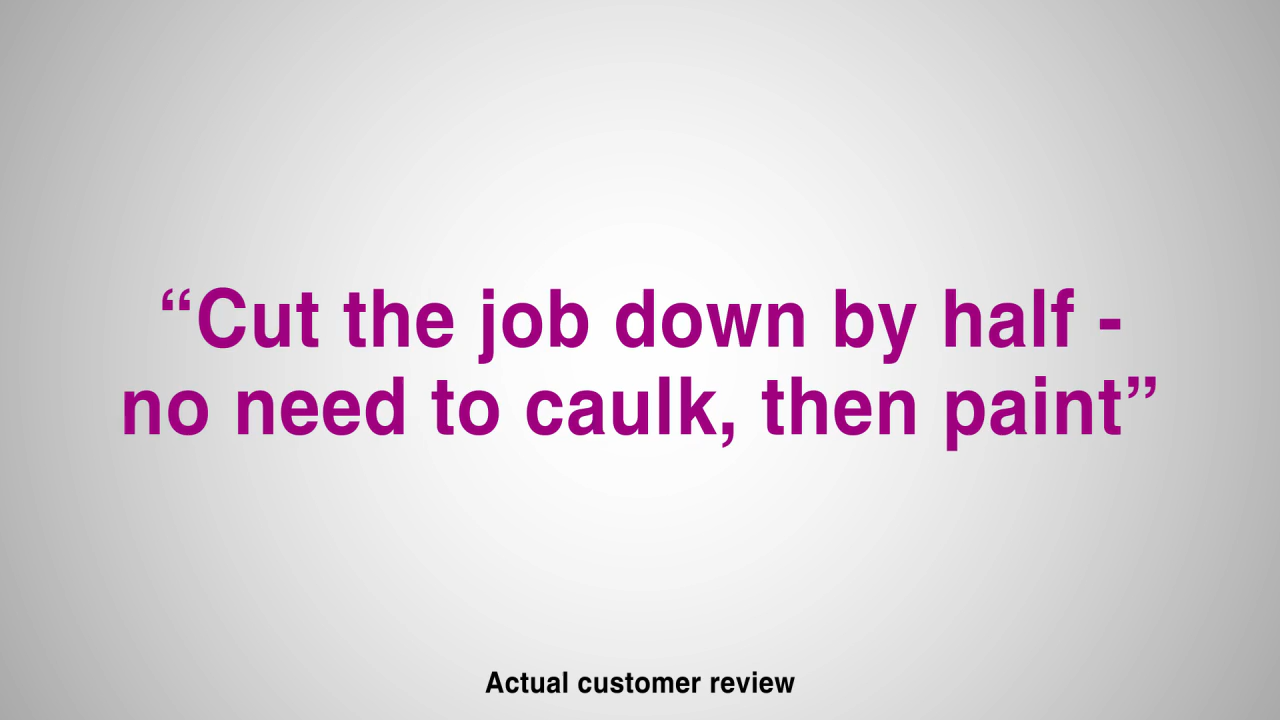 “Cut the job down by half -
no need to caulk, then paint”
Actual customer review